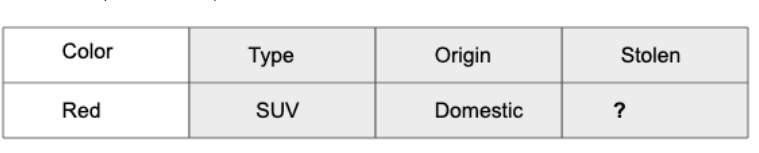 Color Type Origin Stolen
Red SUV Domestic ?